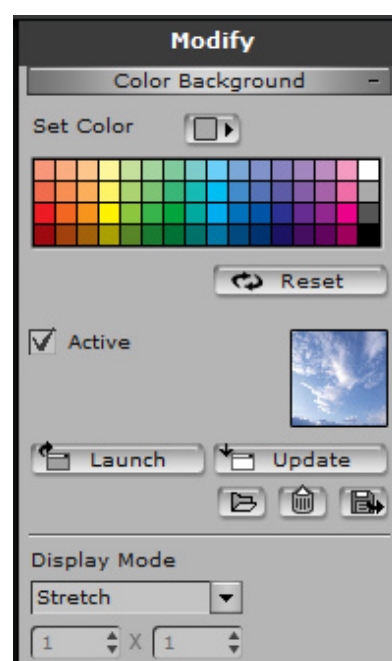 Modify
Color Background -
Set Color
Reset
Active
Launch Update
Display Mode
Stretch
1 X 1